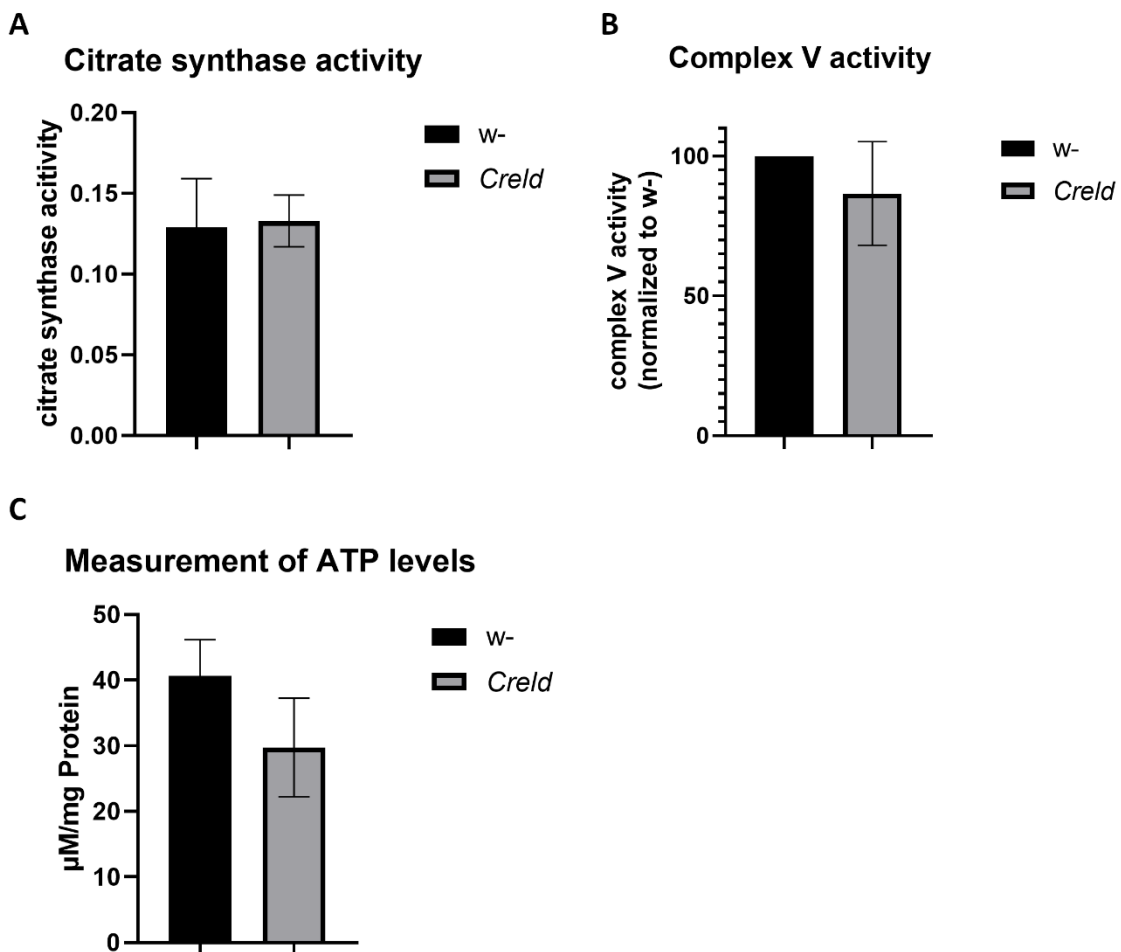 A
Citrate synthase activity
citrate synthase acitivity
0.20
0.15
0.10
0.05
0.00
w-
Creld
B
Complex V activity
complex V activity
(normalized to w-)
100
50
0
w-
Creld
C
Measurement of ATP levels
µM/mg Protein
50
40
30
20
10
0
w-
Creld